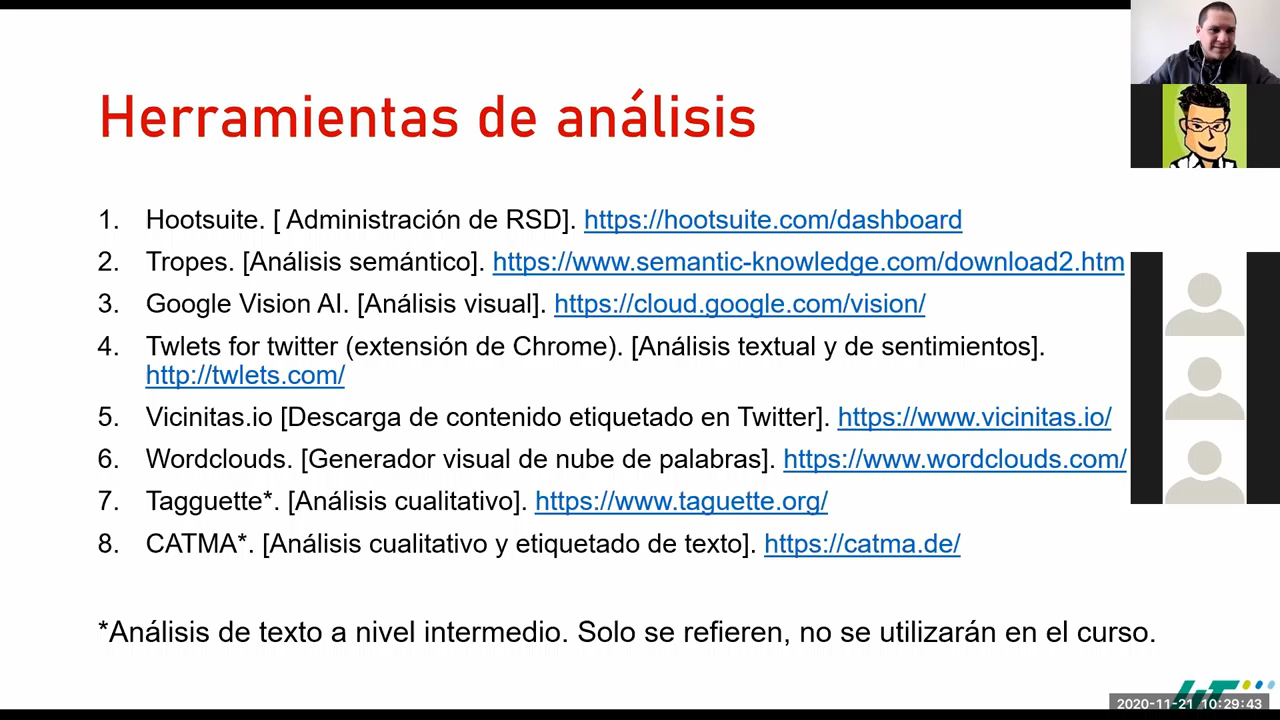 Herramientas de análisis
1. Hootsuite. [ Administración de RSD]. https://hootsuite.com/dashboard
2. Tropes. [Análisis semántico]. https://www.semantic-knowledge.com/download2.htm
3. Google Vision AI. [Análisis visual]. https://cloud.google.com/vision/
4. Twlets for twitter (extensión de Chrome). [Análisis textual y de sentimientos].
http://twlets.com/
5. Vicinitas.io [Descarga de contenido etiquetado en Twitter]. https://www.vicinitas.io/
6. Wordclouds. [Generador visual de nube de palabras]. https://www.wordclouds.com/
7. Tagguette*. [Análisis cualitativo]. https://www.taguette.org/
8. CATMA*. [Análisis cualitativo y etiquetado de texto]. https://catma.de/
*Análisis de texto a nivel intermedio. Solo se refieren, no se utilizarán en el curso.
2020-11-21 10:29:43